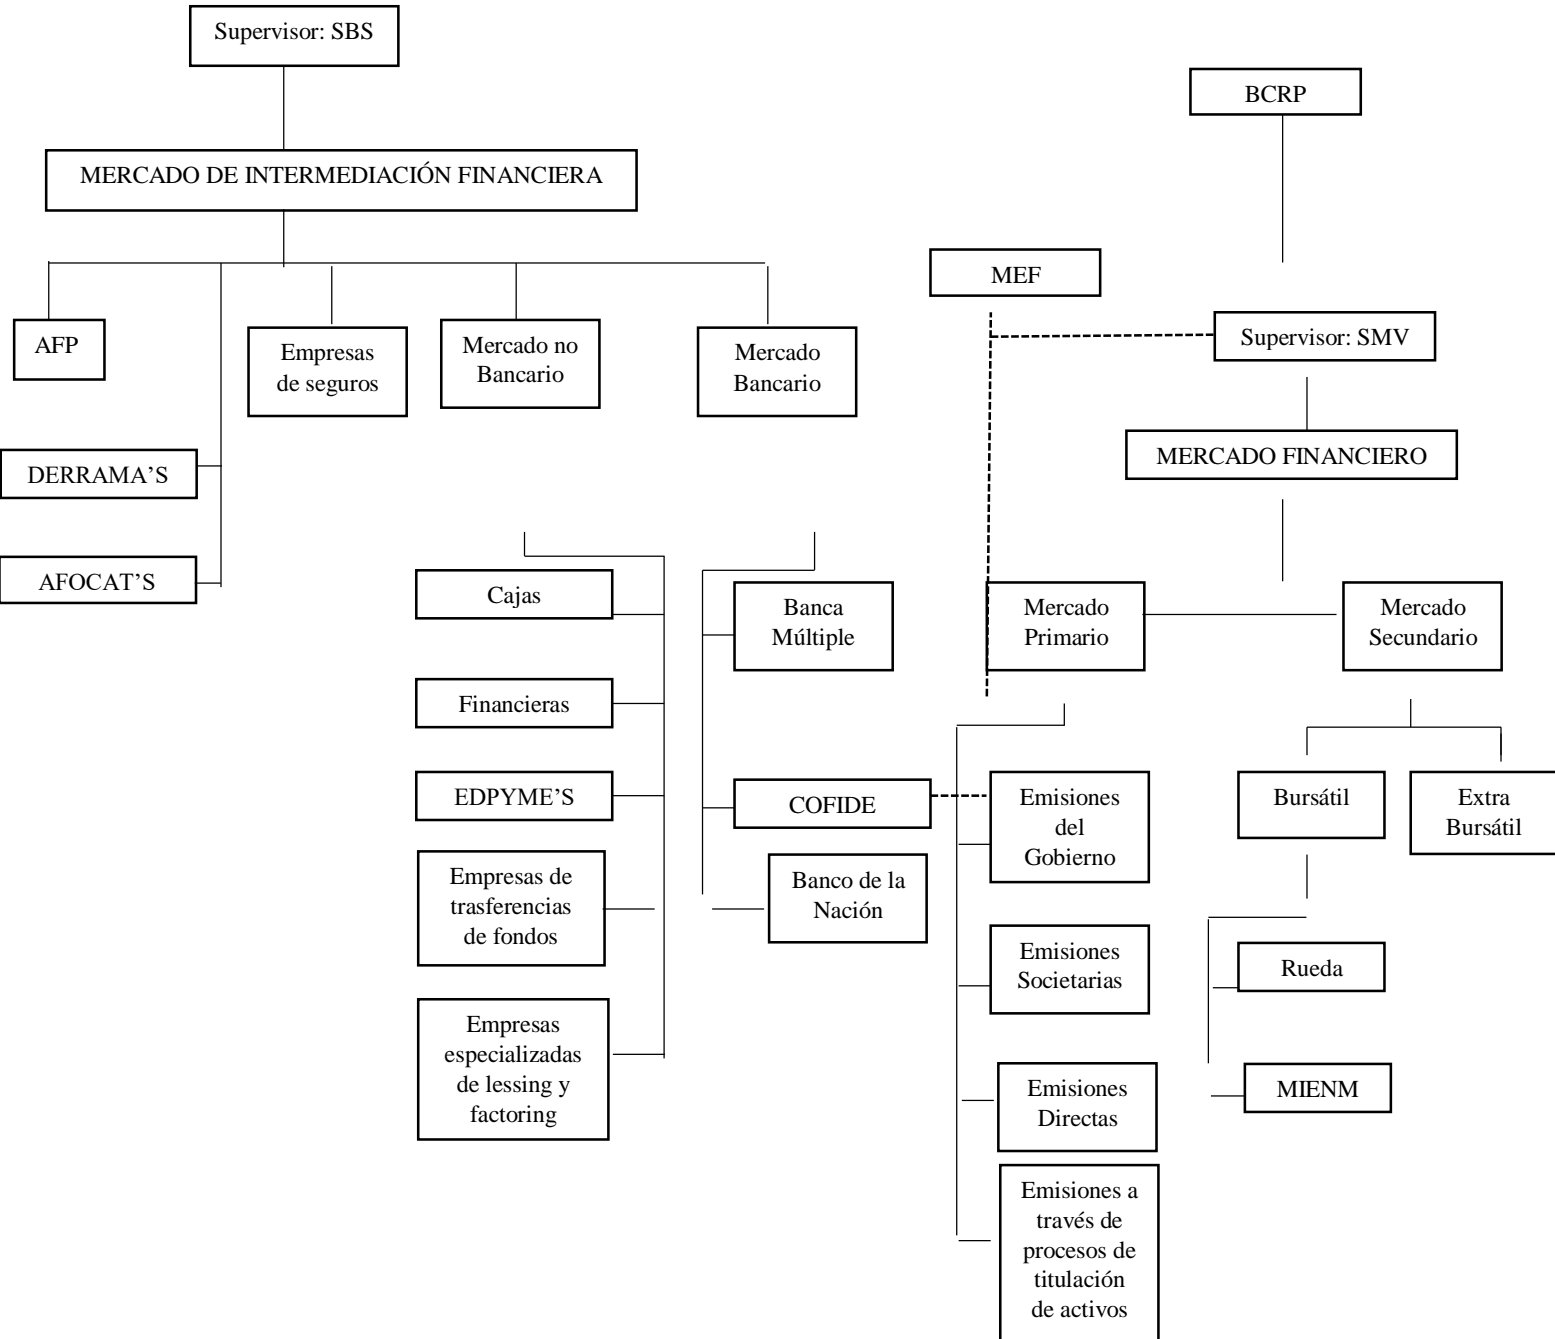 Supervisor: SBS
BCRP
MERCADO DE INTERMEDIACIÓN FINANCIERA
MEF
Supervisor: SMV
AFP
Empresas
de seguros
Mercado no
Bancario
Mercado
Bancario
MERCADO FINANCIERO
DERRAMA’S
AFOCAT’S
Cajas
Financieras
EDPYME’S
Empresas de
trasferencias
de fondos
Empresas
especializadas
de lessing y
factoring
Banca
Múltiple
COFIDE
Banco de la
Nación
Mercado
Primario
Mercado
Secundario
Emisiones
del
Gobierno
Emisiones
Societarias
Emisiones
Directas
Emisiones a
través de
procesos de
titulación
de activos
Bursátil
Extra
Bursátil
Rueda
MIENM